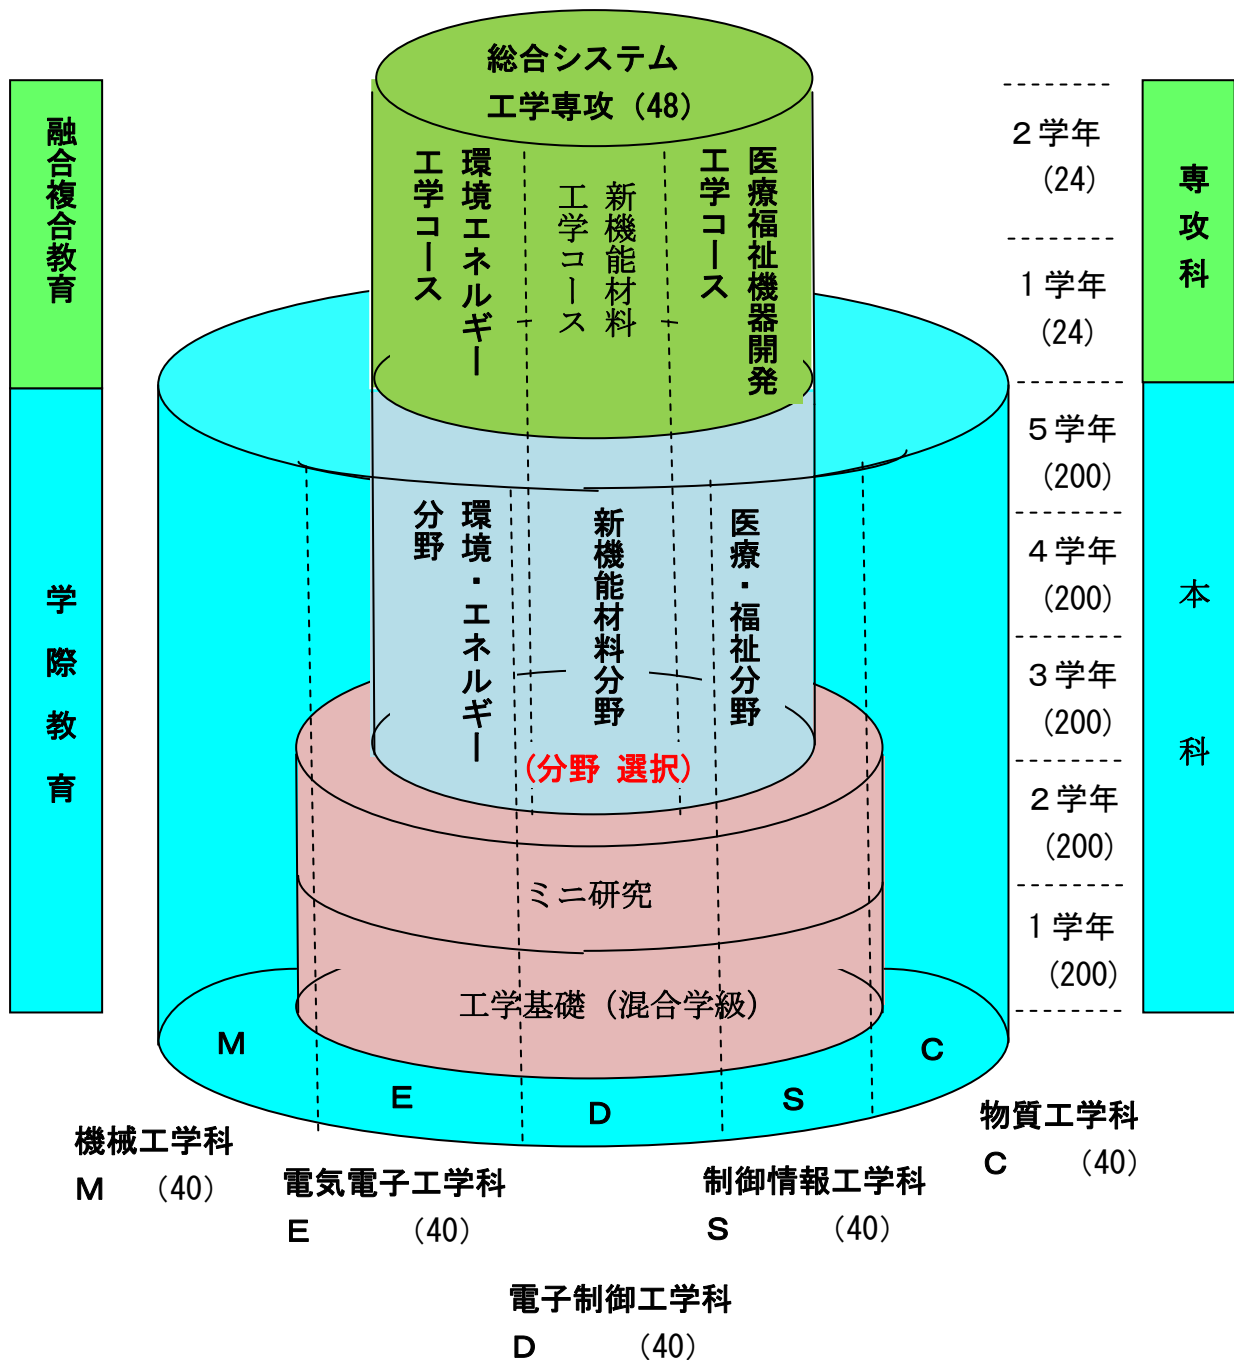 総合システム
工学専攻（48）
融合複合教育
環境エネルギー
工学コース
新機能材料
工学コース
医療福祉機器開発
工学コース
２学年
(24)
１学年
(24)
専攻科
学際教育
環境・エネルギー
分野
新機能材料分野
医療・福祉分野
(分野 選択)
５学年
(200)
４学年
(200)
３学年
(200)
２学年
(200)
１学年
(200)
本科
ミニ研究
工学基礎（混合学級）
M
E
D
S
C
機械工学科
M (40)
電気電子工学科
E (40)
電子制御工学科
D (40)
制御情報工学科
S (40)
物質工学科
C (40)